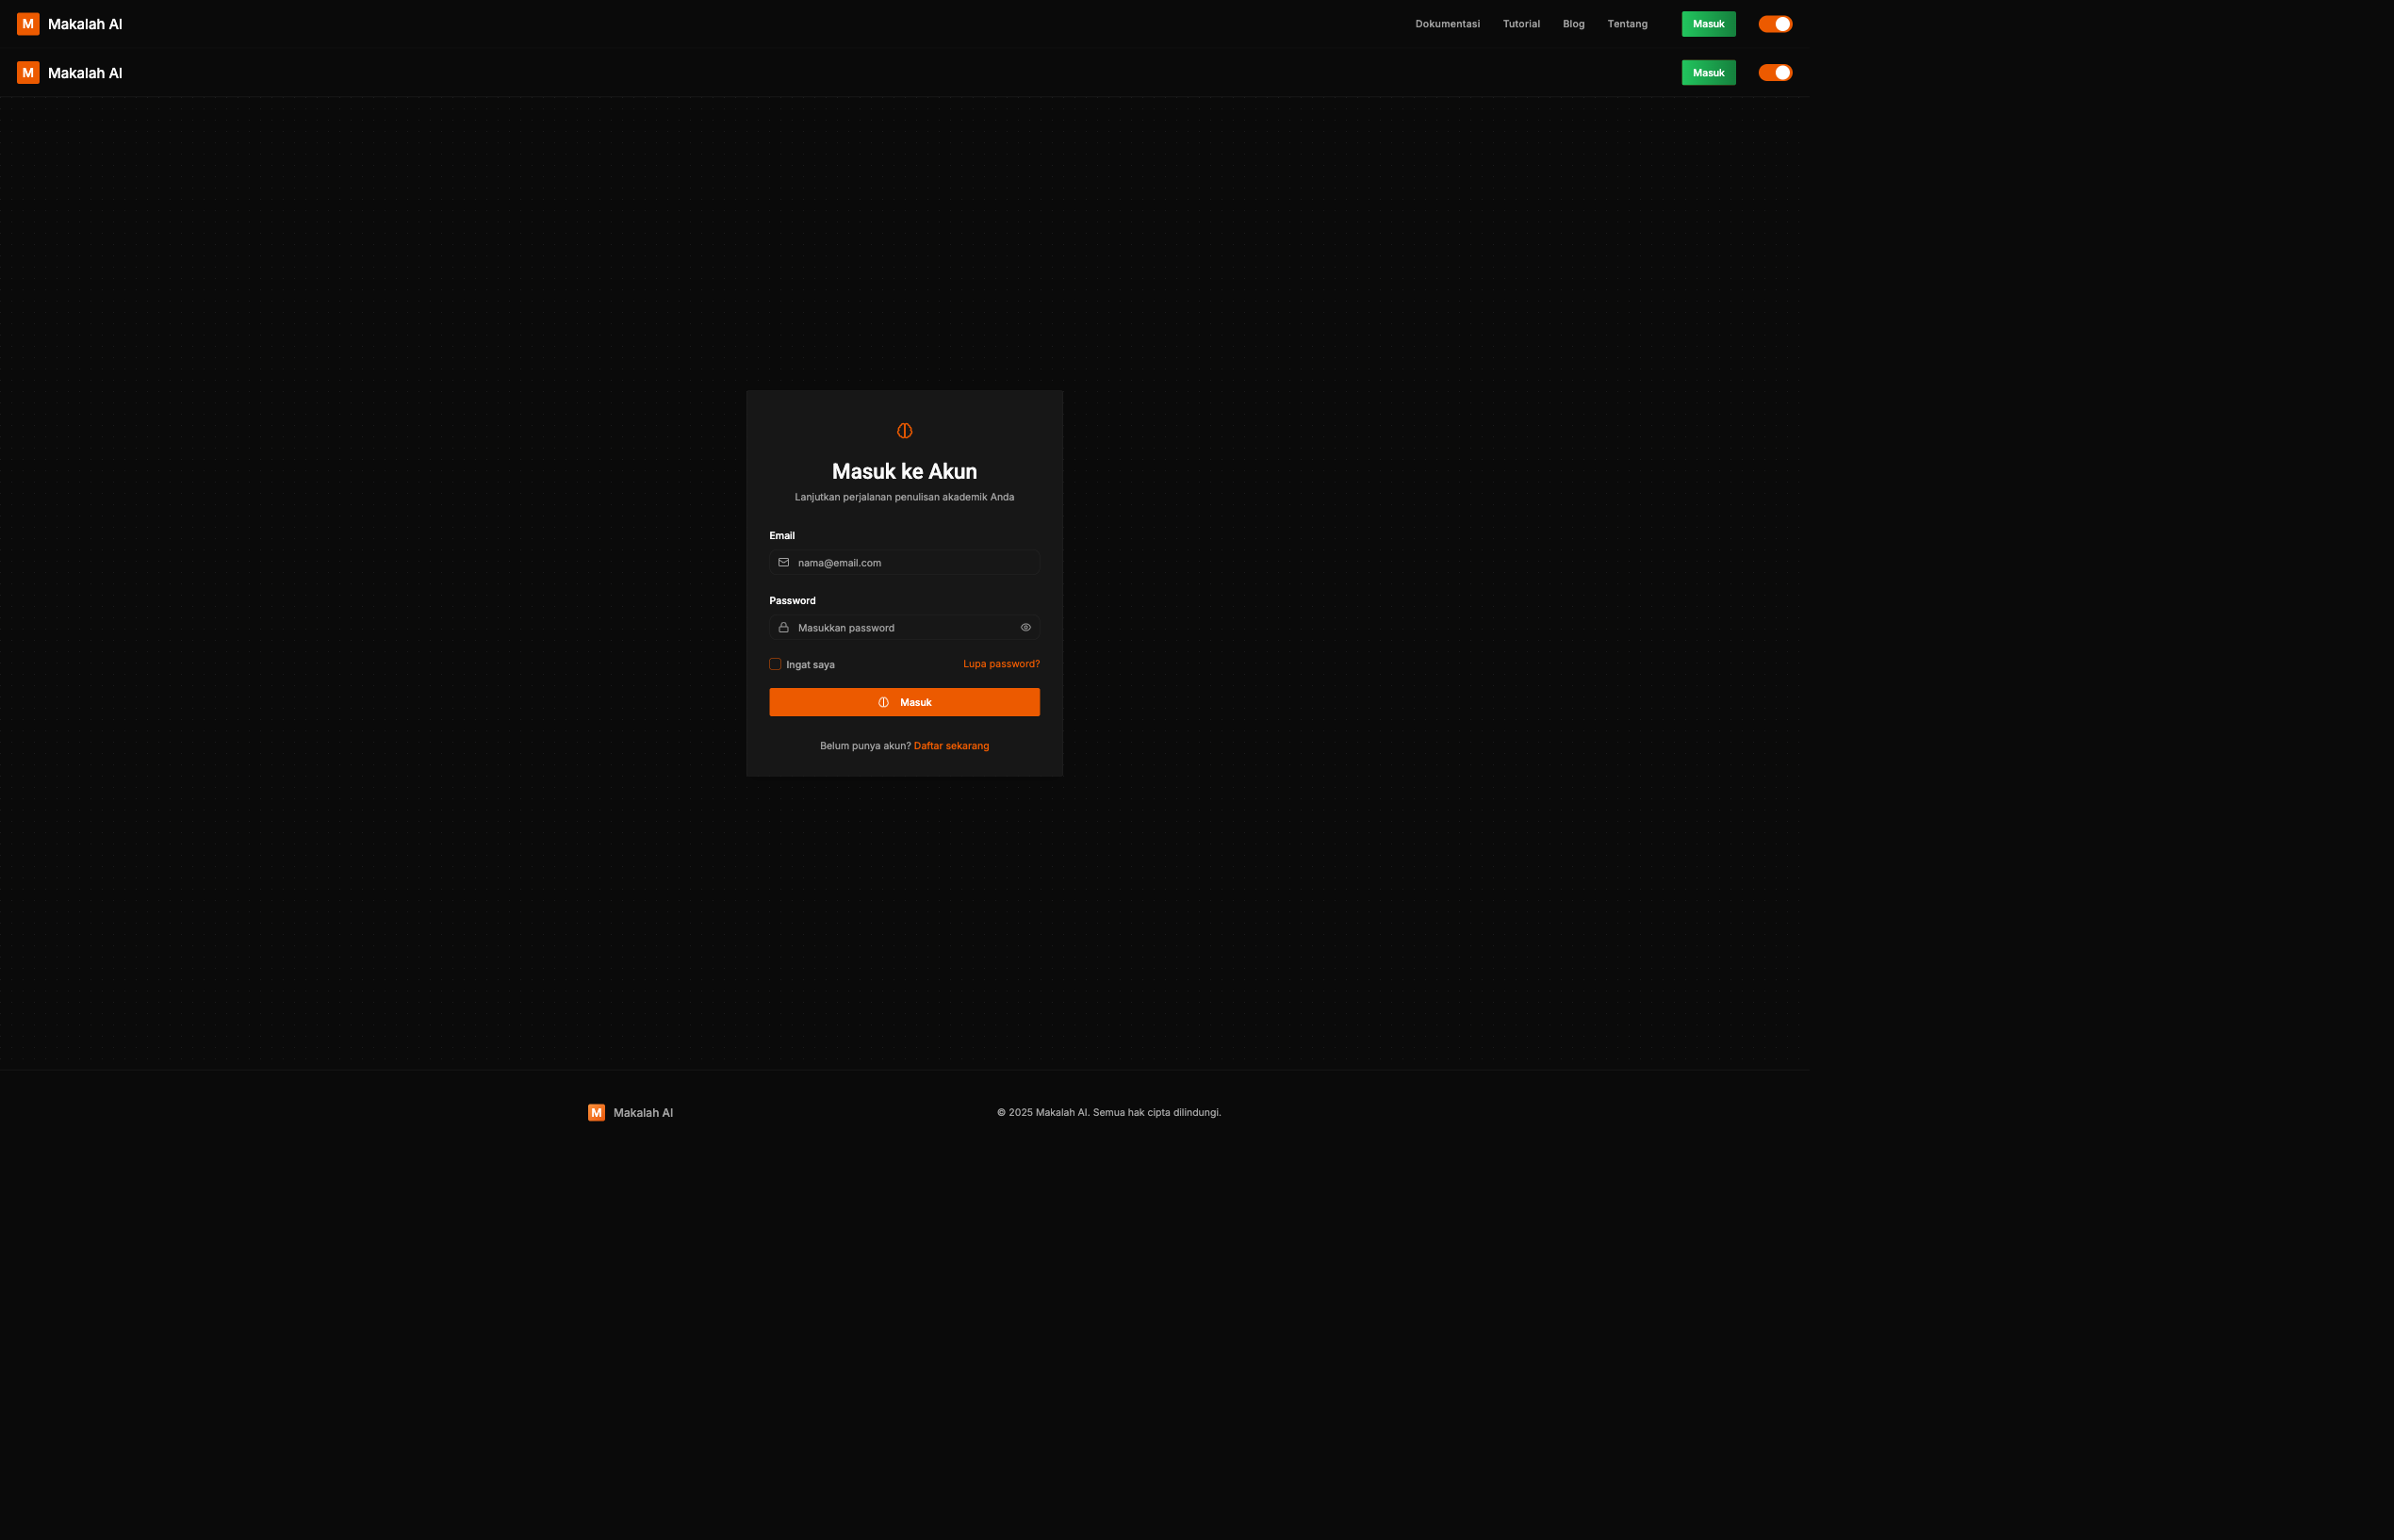 M Makalah AI Dokumentasi Tutorial Blog Tentang Masuk
M Makalah AI Masuk
Masuk ke Akun
Lanjutkan perjalanan penulisan akademik Anda
Email
nama@email.com
Password
Masukkan password
Ingat saya Lupa password?
Masuk
Belum punya akun? Daftar sekarang
M Makalah AI © 2025 Makalah AI. Semua hak cipta dilindungi.